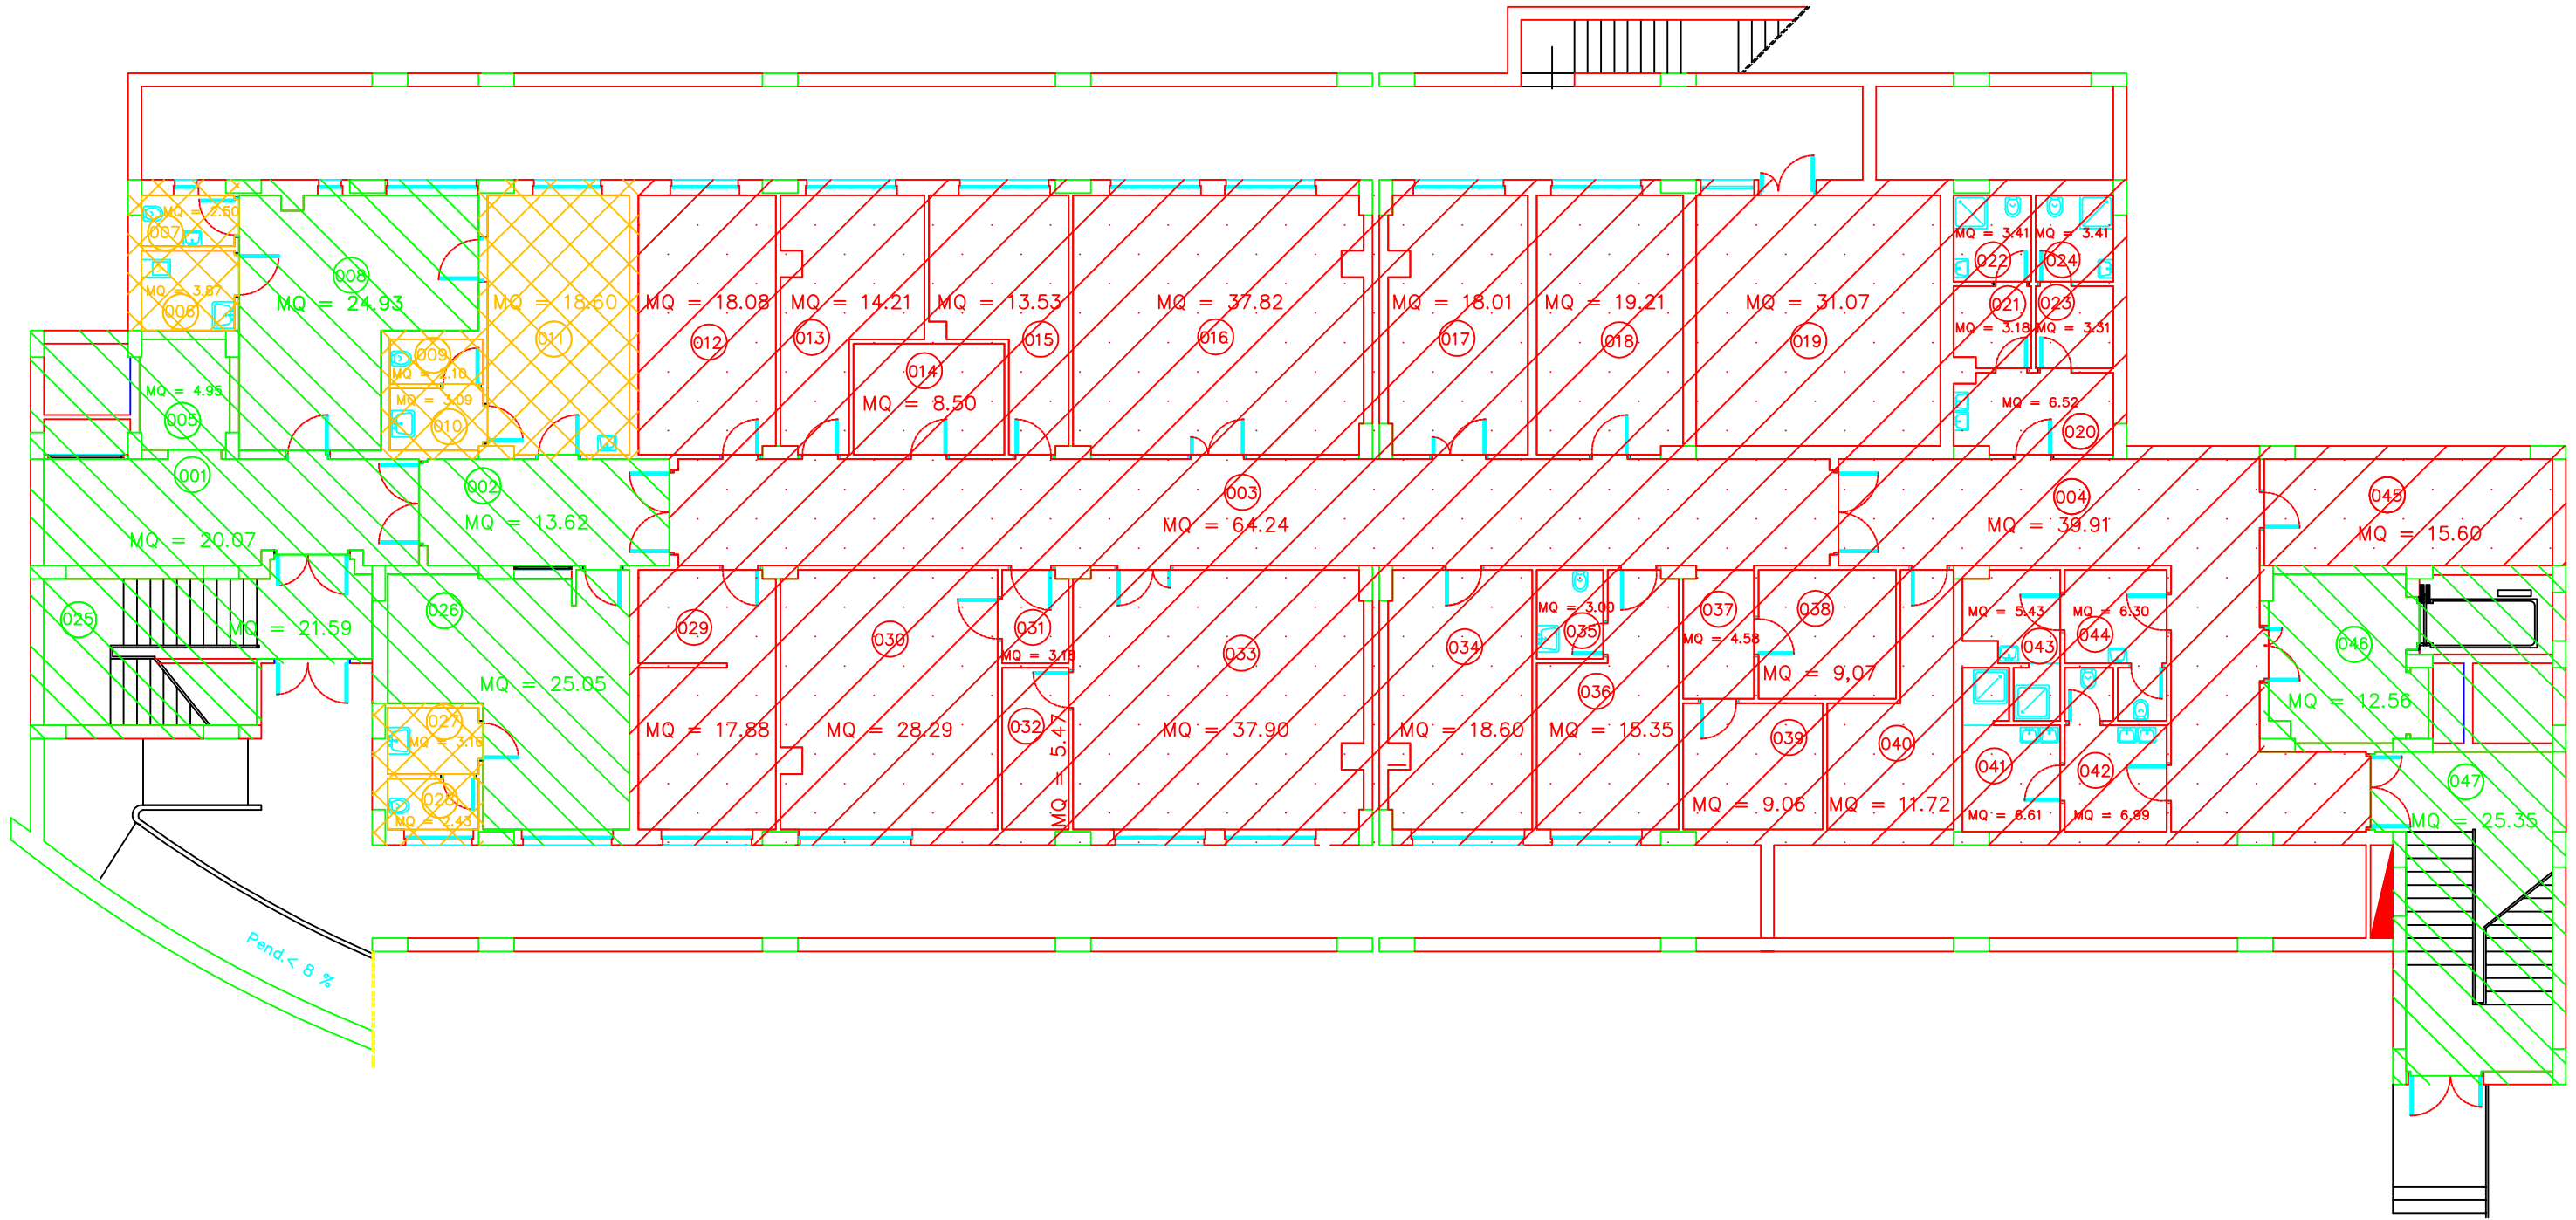 MQ = 2.50
007
MQ = 3.87
006
008
MQ = 24.93
009
MQ = 2.10
MQ = 3.09
010
MQ = 18.60
011
MQ = 18.08
012
MQ = 14.21
013
014
MQ = 8.50
MQ = 13.53
015
MQ = 37.82
016
MQ = 18.01
017
MQ = 19.21
018
MQ = 31.07
019
MQ = 3.41
022
MQ = 3.41
024
021
MQ = 3.18
023
MQ = 3.31
MQ = 6.52
020
MQ = 4.95
005
001
MQ = 20.07
002
MQ = 13.62
003
MQ = 64.24
004
MQ = 39.91
045
MQ = 15.60
025
MQ = 21.59
026
MQ = 25.05
027
MQ = 3.16
028
MQ = 2.43
029
MQ = 17.88
030
MQ = 28.29
031
MQ = 3.18
032
MQ = 5.47
033
MQ = 37.90
034
MQ = 18.60
MQ = 3.00
035
036
MQ = 15.35
037
MQ = 4.58
038
MQ = 9,07
039
MQ = 9.06
040
MQ = 11.72
MQ = 5.43
043
MQ = 6.30
044
041
MQ = 6.61
042
MQ = 6.99
046
MQ = 12.56
047
MQ = 25.35
Pend.< 8 %